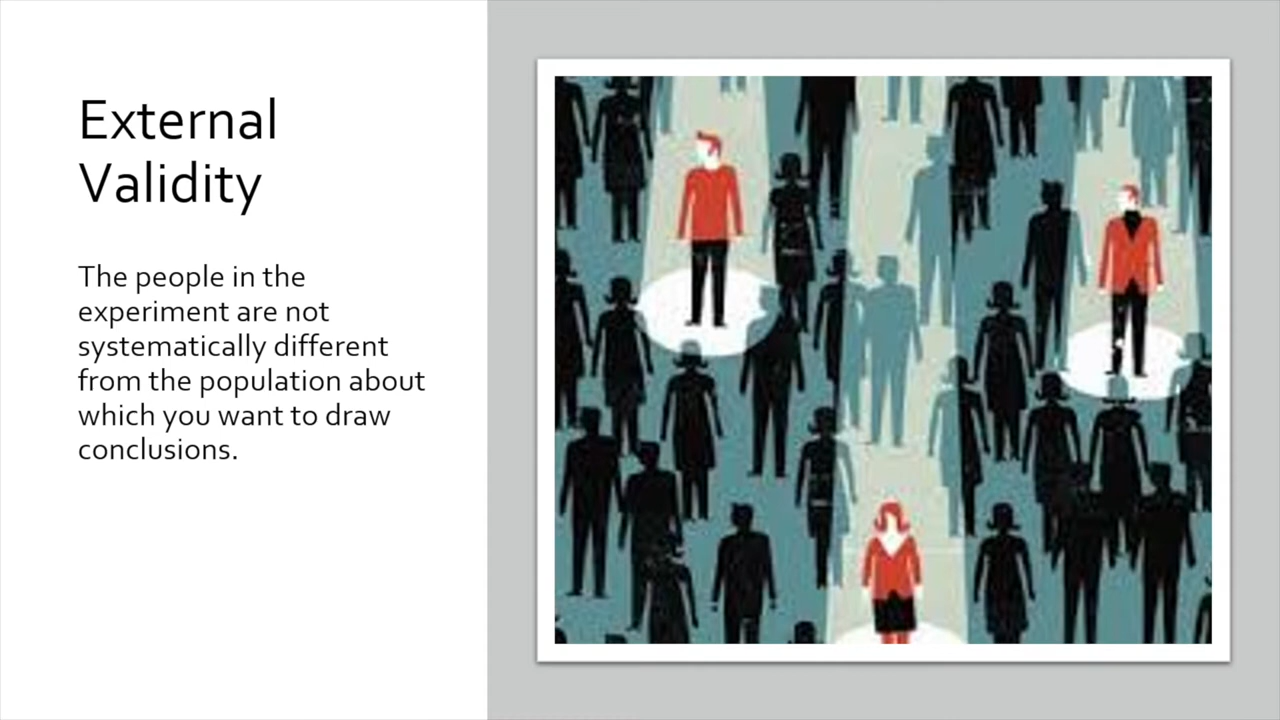 External
Validity
The people in the
experiment are not
systematically different
from the population about
which you want to draw
conclusions.